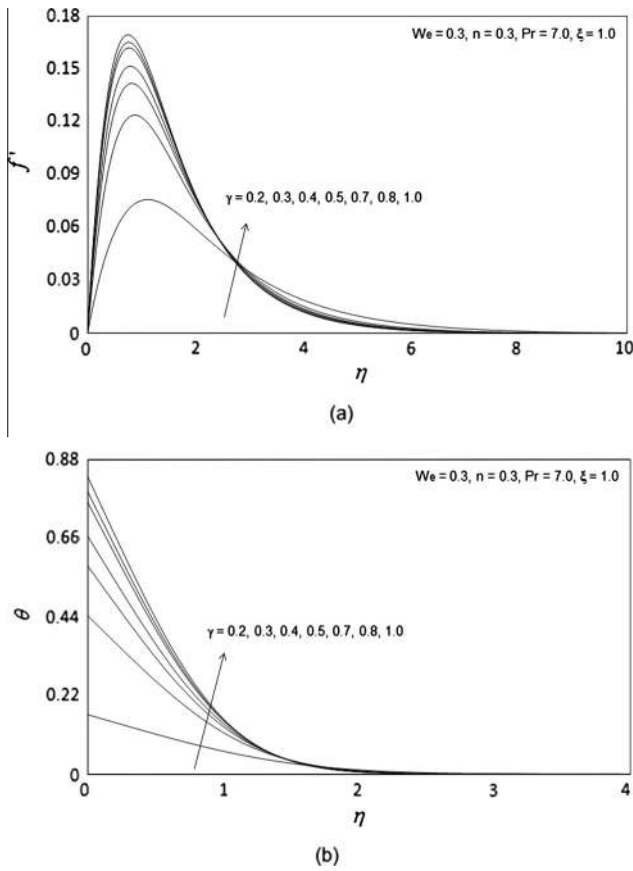 0.18
We = 0.3, n = 0.3, Pr = 7.0, ξ = 1.0
0.15
0.12
f'
0.09
γ = 0.2, 0.3, 0.4, 0.5, 0.7, 0.8, 1.0
0.06
0.03
0
0 2 4 6 8 10
η
(a)
0.88
We = 0.3, n = 0.3, Pr = 7.0, ξ = 1.0
0.66
θ
0.44
γ = 0.2, 0.3, 0.4, 0.5, 0.7, 0.8, 1.0
0.22
0
0 1 2 3 4
η
(b)